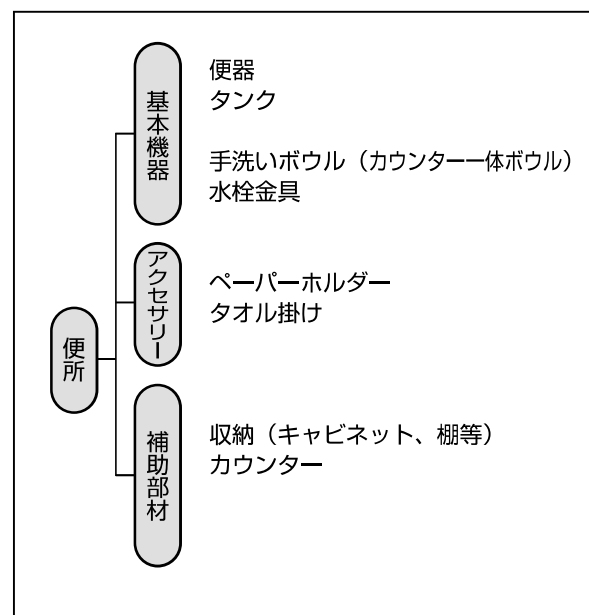 便所
基本機器
便器
タンク
手洗いボウル（カウンター一体ボウル）
水栓金具
アクセサリー
ペーパーホルダー
タオル掛け
補助部材
収納（キャビネット、棚等）
カウンター